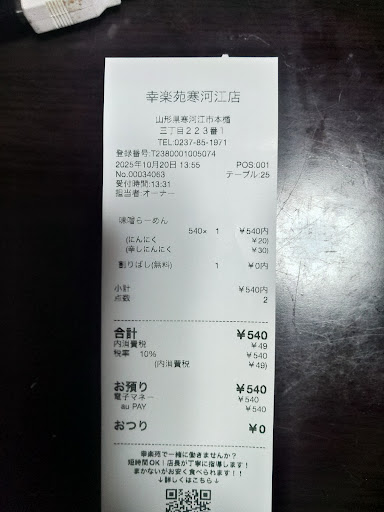 幸楽苑寒河江店
山形県寒河江市本楯
三丁目２２３番１
TEL:0237-85-1971
登録番号:T2380001005074
2025年10月20日 13:55 POS:001
No.00034063 テーブル:25
受付時間:13:31
担当者:オーナー
味噌らーめん
540× 1 ¥540円
(にんにく ¥20)
(辛しにんにく ¥30)
割りばし(無料) 1 ¥0円
小計 ¥540
点数 2
合計 ¥540
内消費税 ¥49
税率 10% ¥540
(内消費税 ¥49)
お預り ¥540
電子マネー ¥540
au PAY ¥540
おつり ¥0
幸楽苑で一緒に働きませんか？
短時間OK！店長が丁寧に指導します！
まかないがお安く食べられます！！
↓詳しくはこちら↓